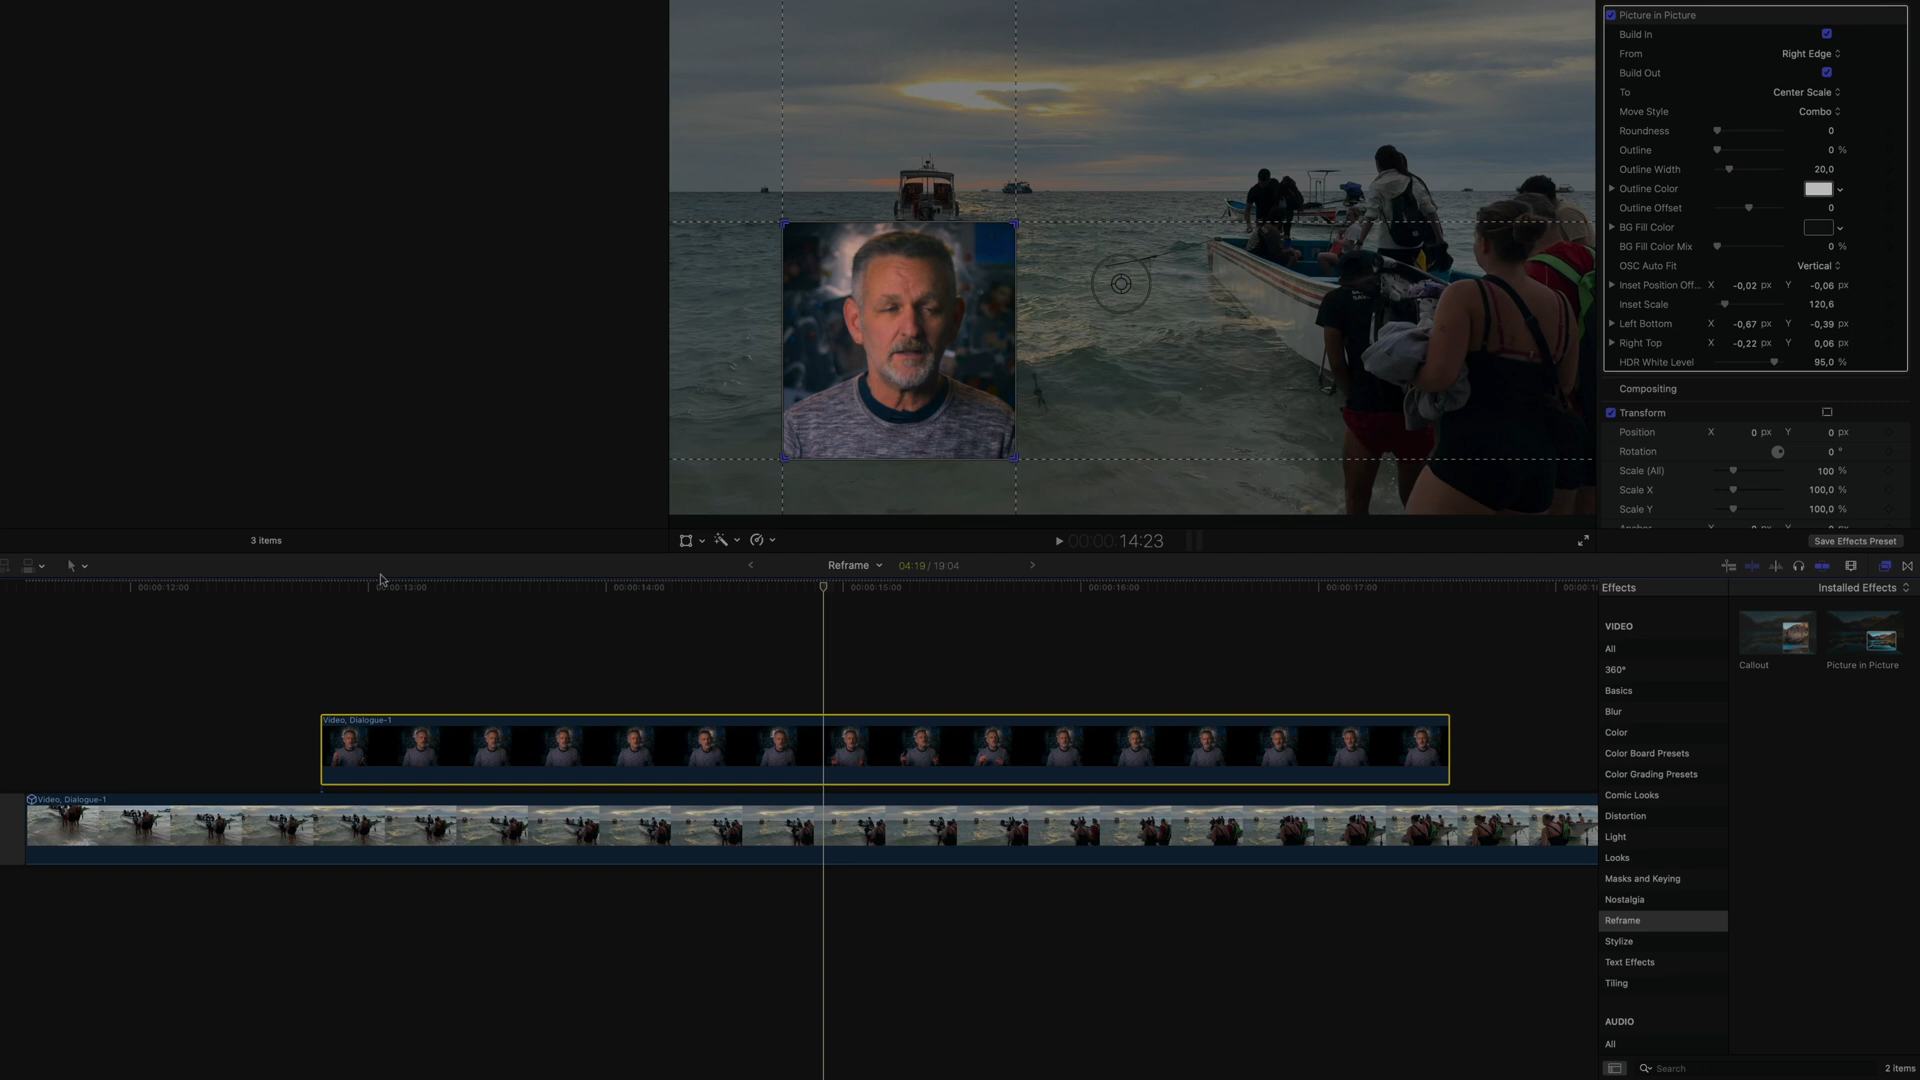 Picture in Picture
Build In
From Right Edge
Build Out
To Center Scale
Move Style Combo
Roundness 0
Outline 0 %
Outline Width 20,0
Outline Color
Outline Offset 0
BG Fill Color
BG Fill Color Mix 0 %
OSC Auto Fit Vertical
Inset Position Off... X -0,02 px Y -0,06 px
Inset Scale 120,6
Left Bottom X -0,67 px Y -0,39 px
Right Top X -0,22 px Y 0,06 px
HDR White Level 95,0 %
Compositing
Transform
Position X 0 px Y 0 px
Rotation 0 °
Scale (All) 100 %
Scale X 100,0 %
Scale Y 100,0 %
3 items
00:00:14:23
Save Effects Preset
Reframe 04:19 / 19:04
00:00:12:00 00:00:13:00 00:00:14:00 00:00:15:00 00:00:16:00 00:00:17:00
Video, Dialogue-1
Video, Dialogue-1
Effects
Installed Effects
VIDEO
All
360°
Basics
Blur
Color
Color Board Presets
Color Grading Presets
Comic Looks
Distortion
Light
Looks
Masks and Keying
Nostalgia
Reframe
Stylize
Text Effects
Tiling
AUDIO
All
Callout
Picture in Picture
Search
2 items